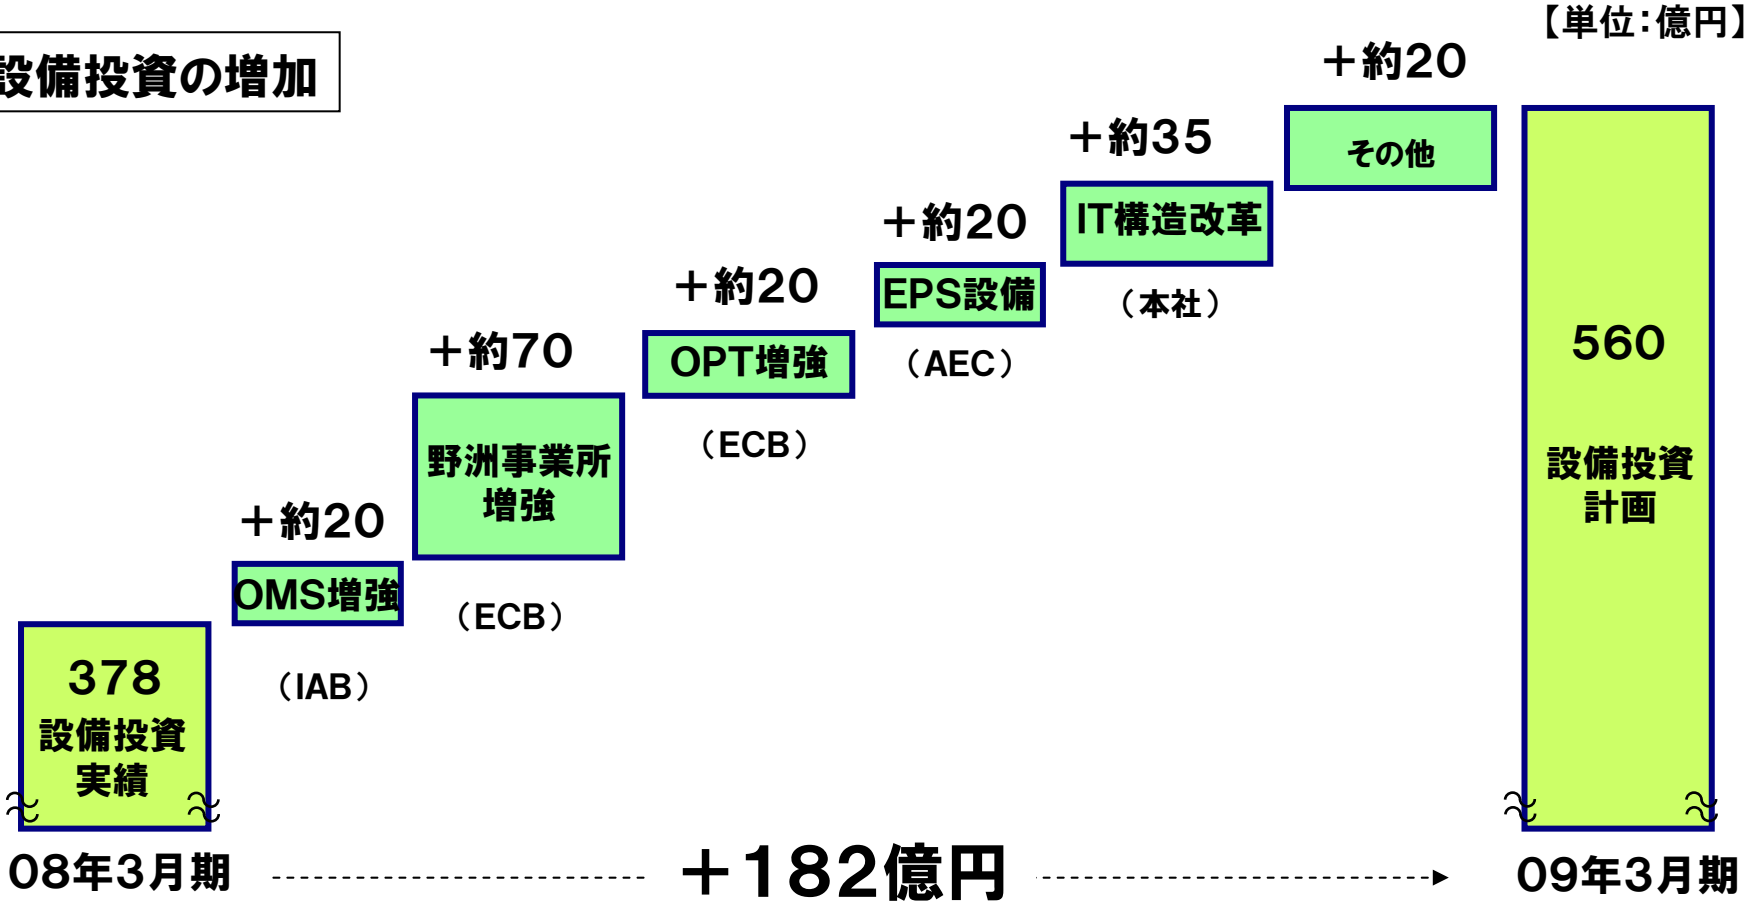 【単位：億円】
設備投資の増加
＋約20
その他
＋約35
IT構造改革
（本社）
＋約20
EPS設備
（AEC）
＋約20
OPT増強
（ECB）
＋約70
野洲事業所
増強
（ECB）
＋約20
OMS増強
（IAB）
378
設備投資
実績
560
設備投資
計画
08年3月期
＋182億円
09年3月期